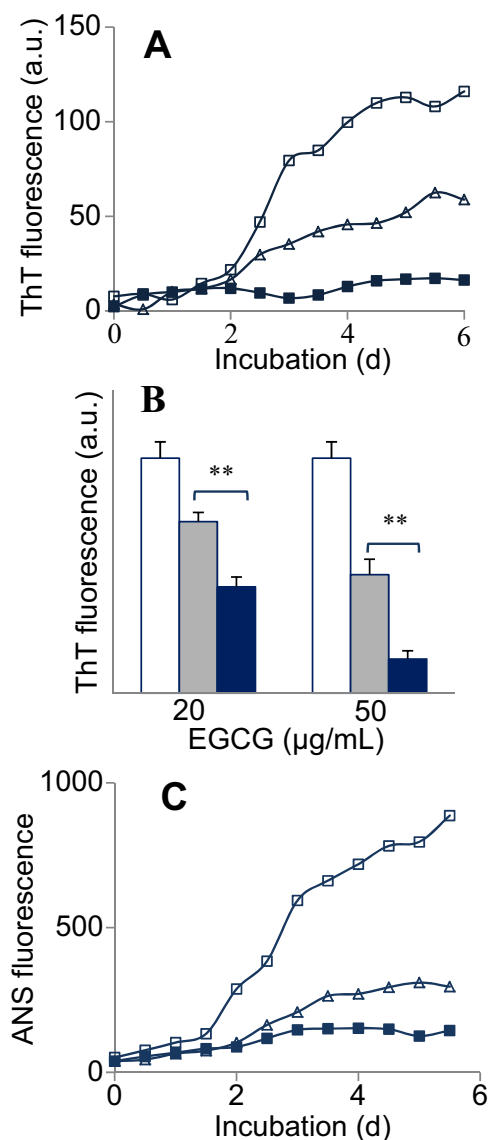 A
ThT fluorescence (a.u.)
150
100
50
0
0 2 4 6
Incubation (d)
B
ThT fluorescence (a.u.)
**
**
20 50
EGCG (µg/mL)
C
ANS fluorescence
1000
500
0
0 2 4 6
Incubation (d)